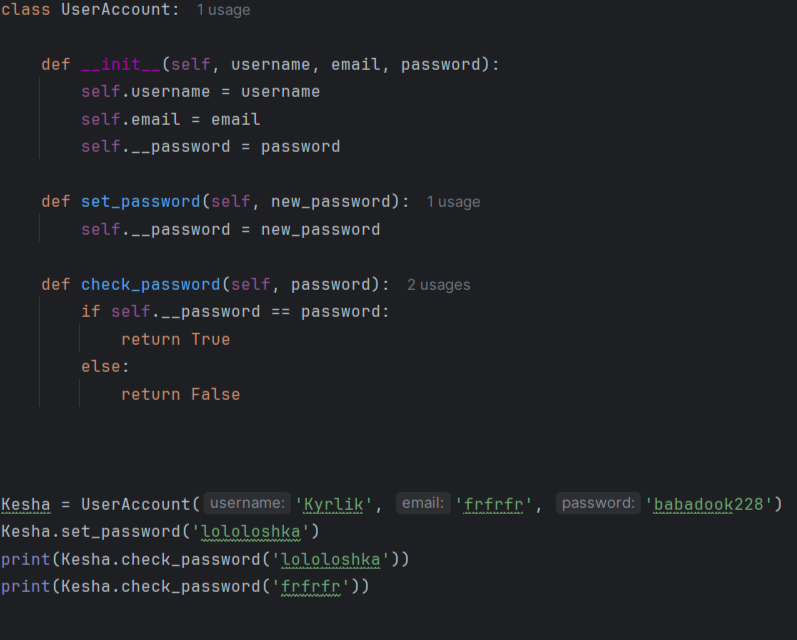 class UserAccount: 1 usage
def __init__(self, username, email, password):
self.username = username
self.email = email
self.__password = password
def set_password(self, new_password): 1 usage
self.__password = new_password
def check_password(self, password): 2 usages
if self.__password == password:
return True
else:
return False
Kesha = UserAccount( username: 'Kyrlik', email: 'frfrfr', password: 'babadook228')
Kesha.set_password('lololoshka')
print(Kesha.check_password('lololoshka'))
print(Kesha.check_password('frfrfr'))